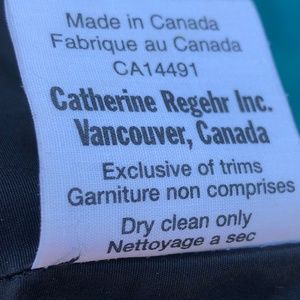 Made in Canada
Fabrique au Canada
CA14491
Catherine Regehr Inc.
Vancouver, Canada
Exclusive of trims
Garniture non comprises
Dry clean only
Nettoyage a sec